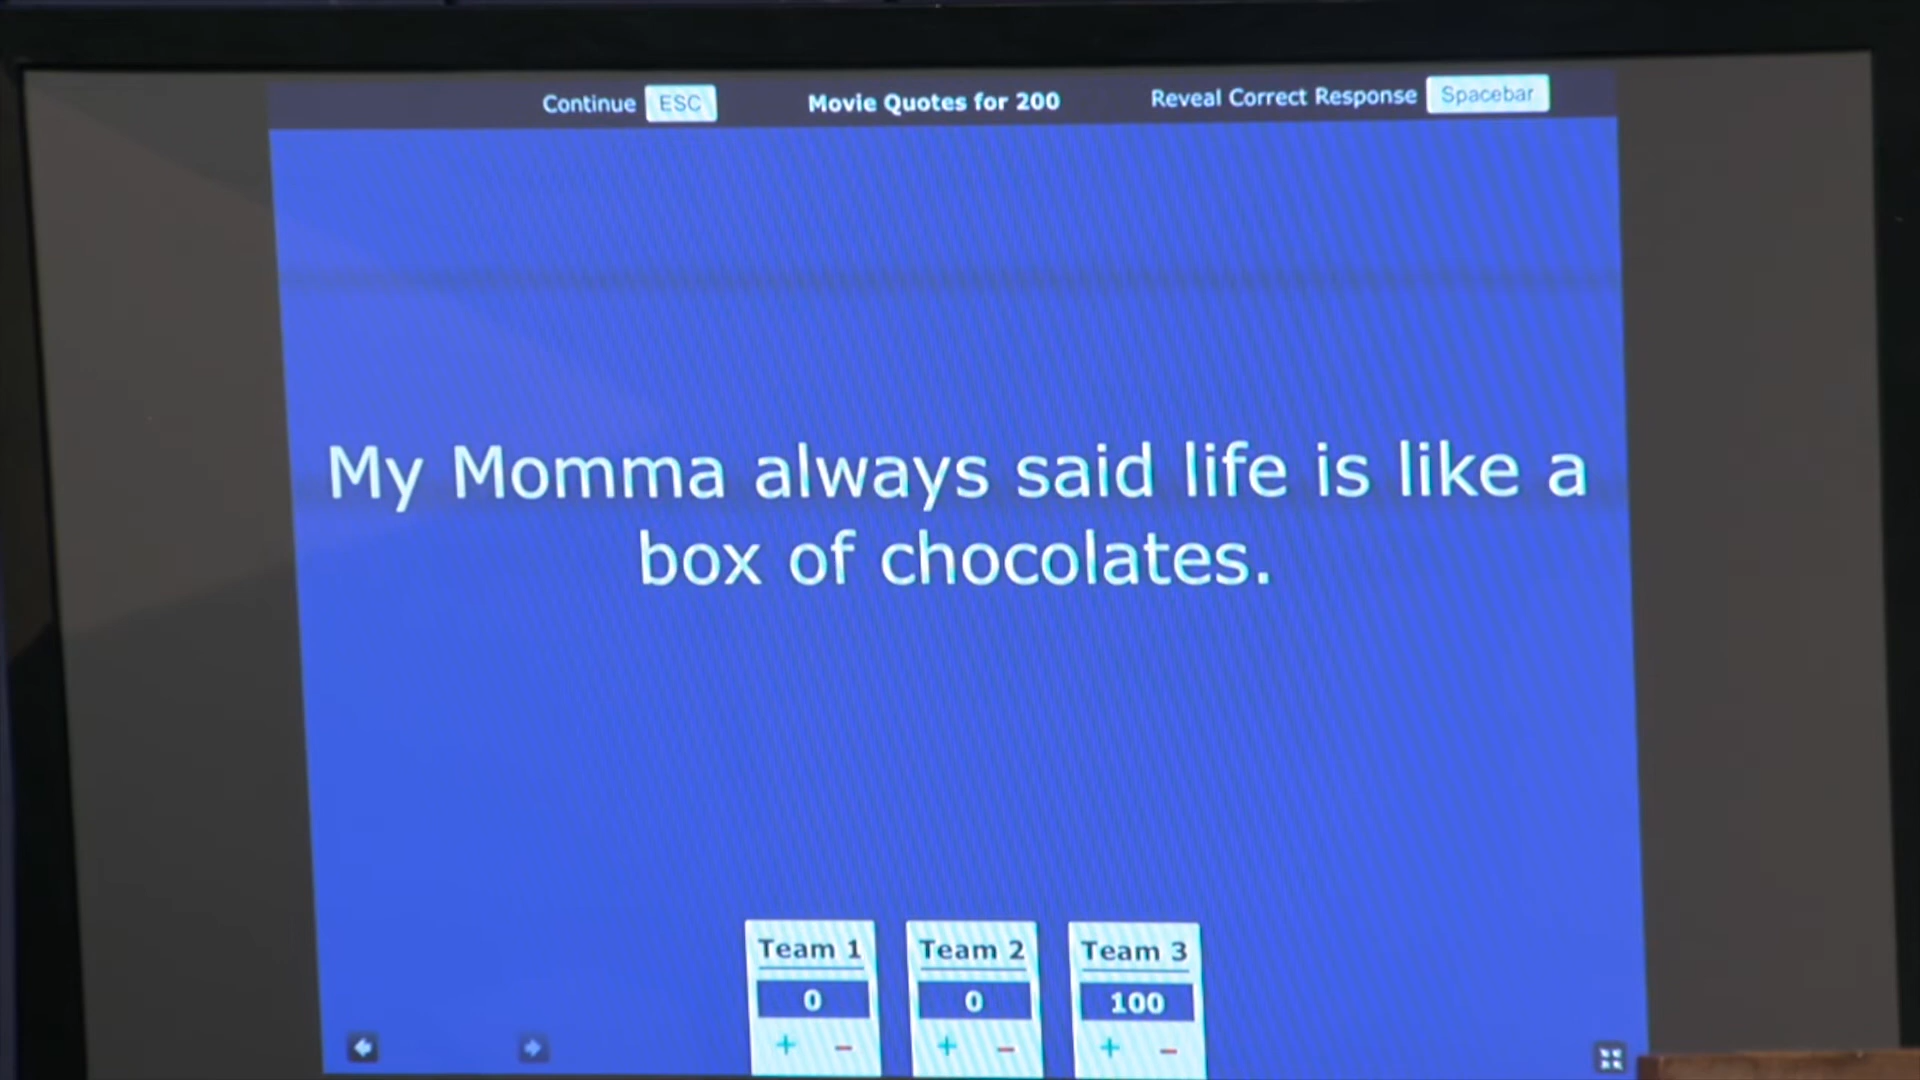 Continue ESC Movie Quotes for 200 Reveal Correct Response Spacebar
My Momma always said life is like a
box of chocolates.
Team 1 Team 2 Team 3
0 0 100
+ − + − + −